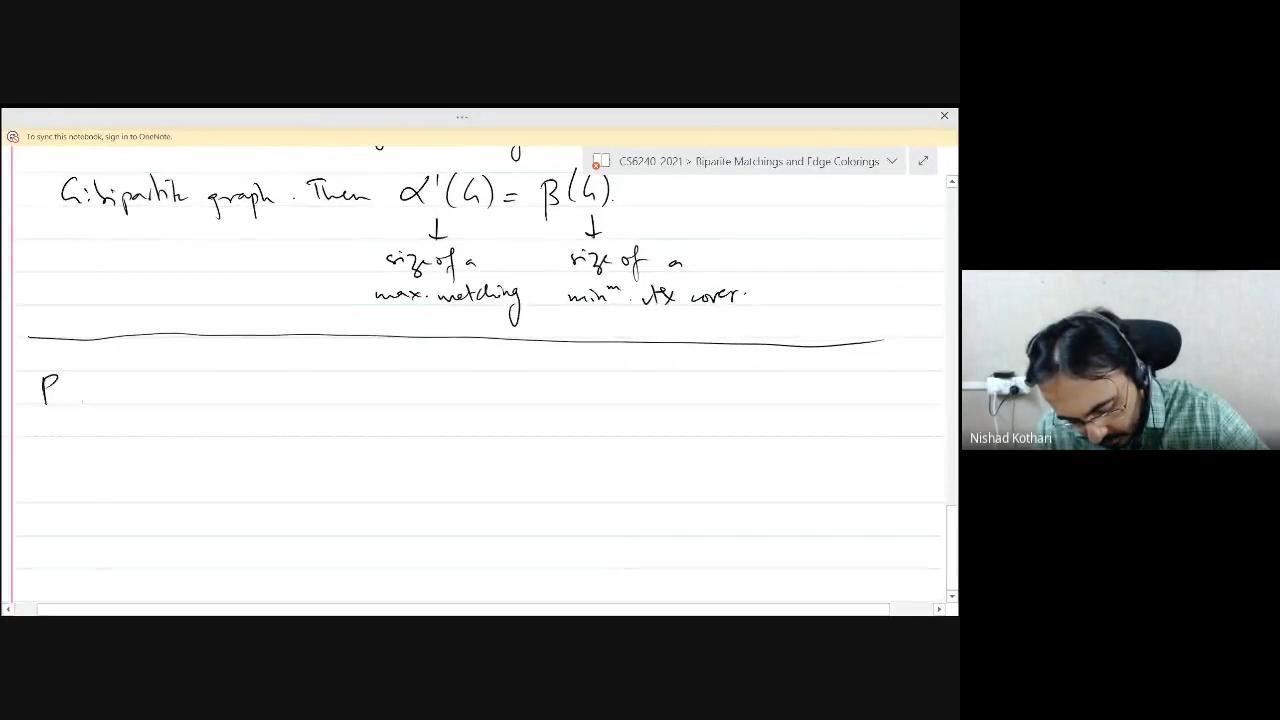 To sync this notebook, sign in to OneNote.
CS6240-2021 > Biparite Matchings and Edge Colorings
G: bipartite graph. Then α'(G) = β(G).
↓ ↓
size of a size of a
max. matching minᵐ. vtx cover.
P
Nishad Kothari